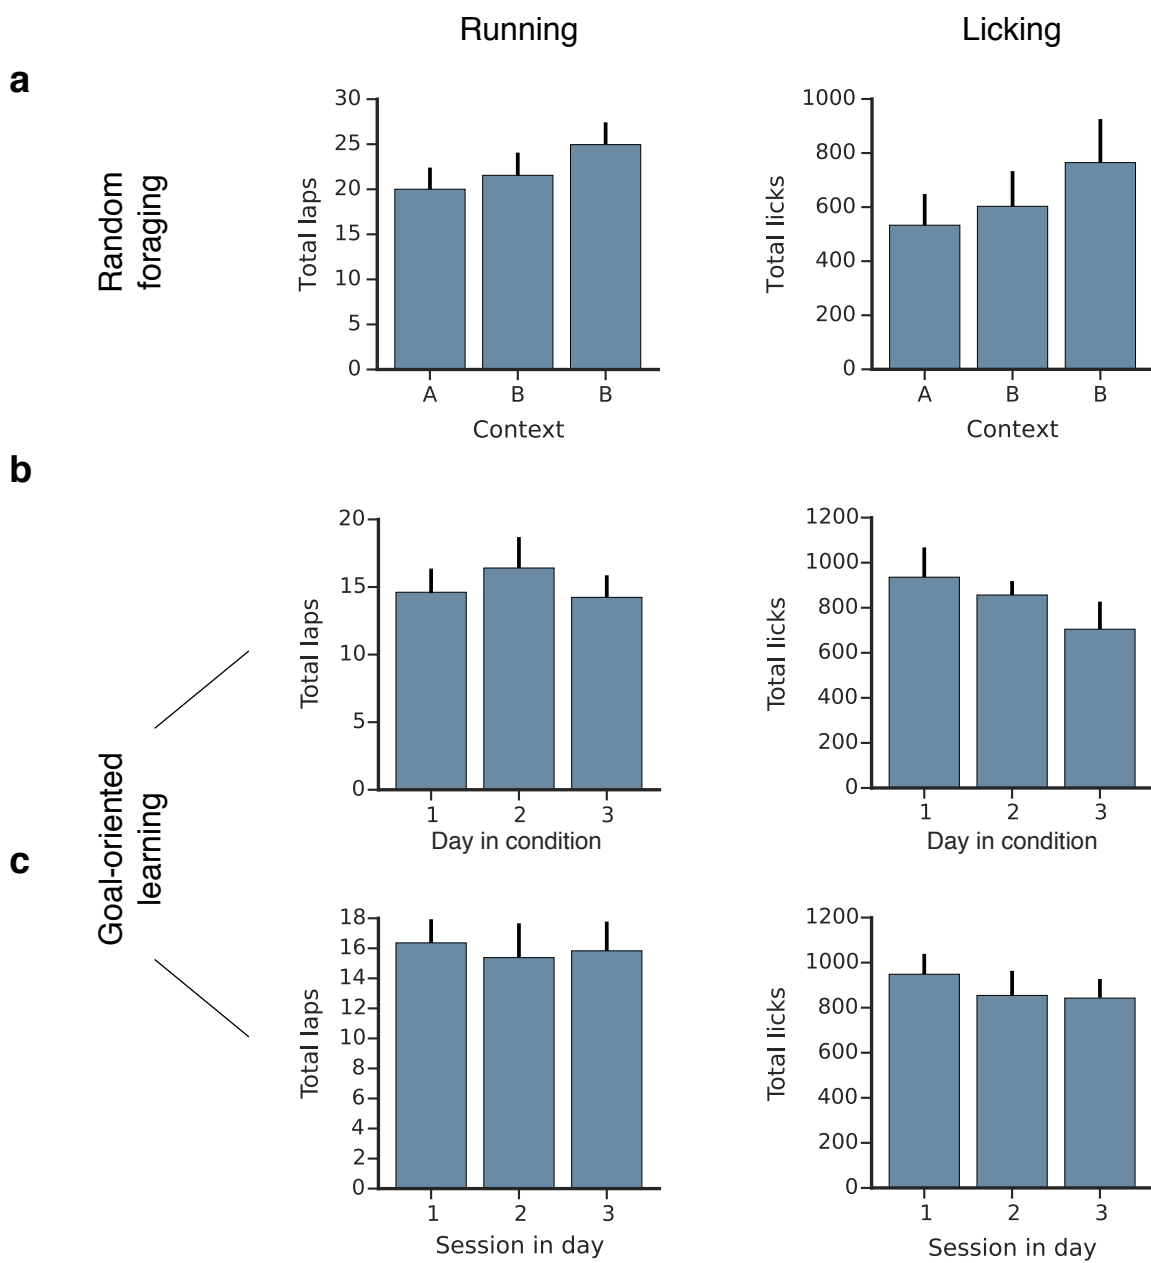 Running
Licking
a
Random
foraging
30
25
20
15
10
5
0
Total laps
A B B
Context
1000
800
600
400
200
0
Total licks
A B B
Context
b
20
15
10
5
0
Total laps
1 2 3
Day in condition
1200
1000
800
600
400
200
0
Total licks
1 2 3
Day in condition
Goal-oriented
learning
c
18
16
14
12
10
8
6
4
2
0
Total laps
1 2 3
Session in day
1200
1000
800
600
400
200
0
Total licks
1 2 3
Session in day